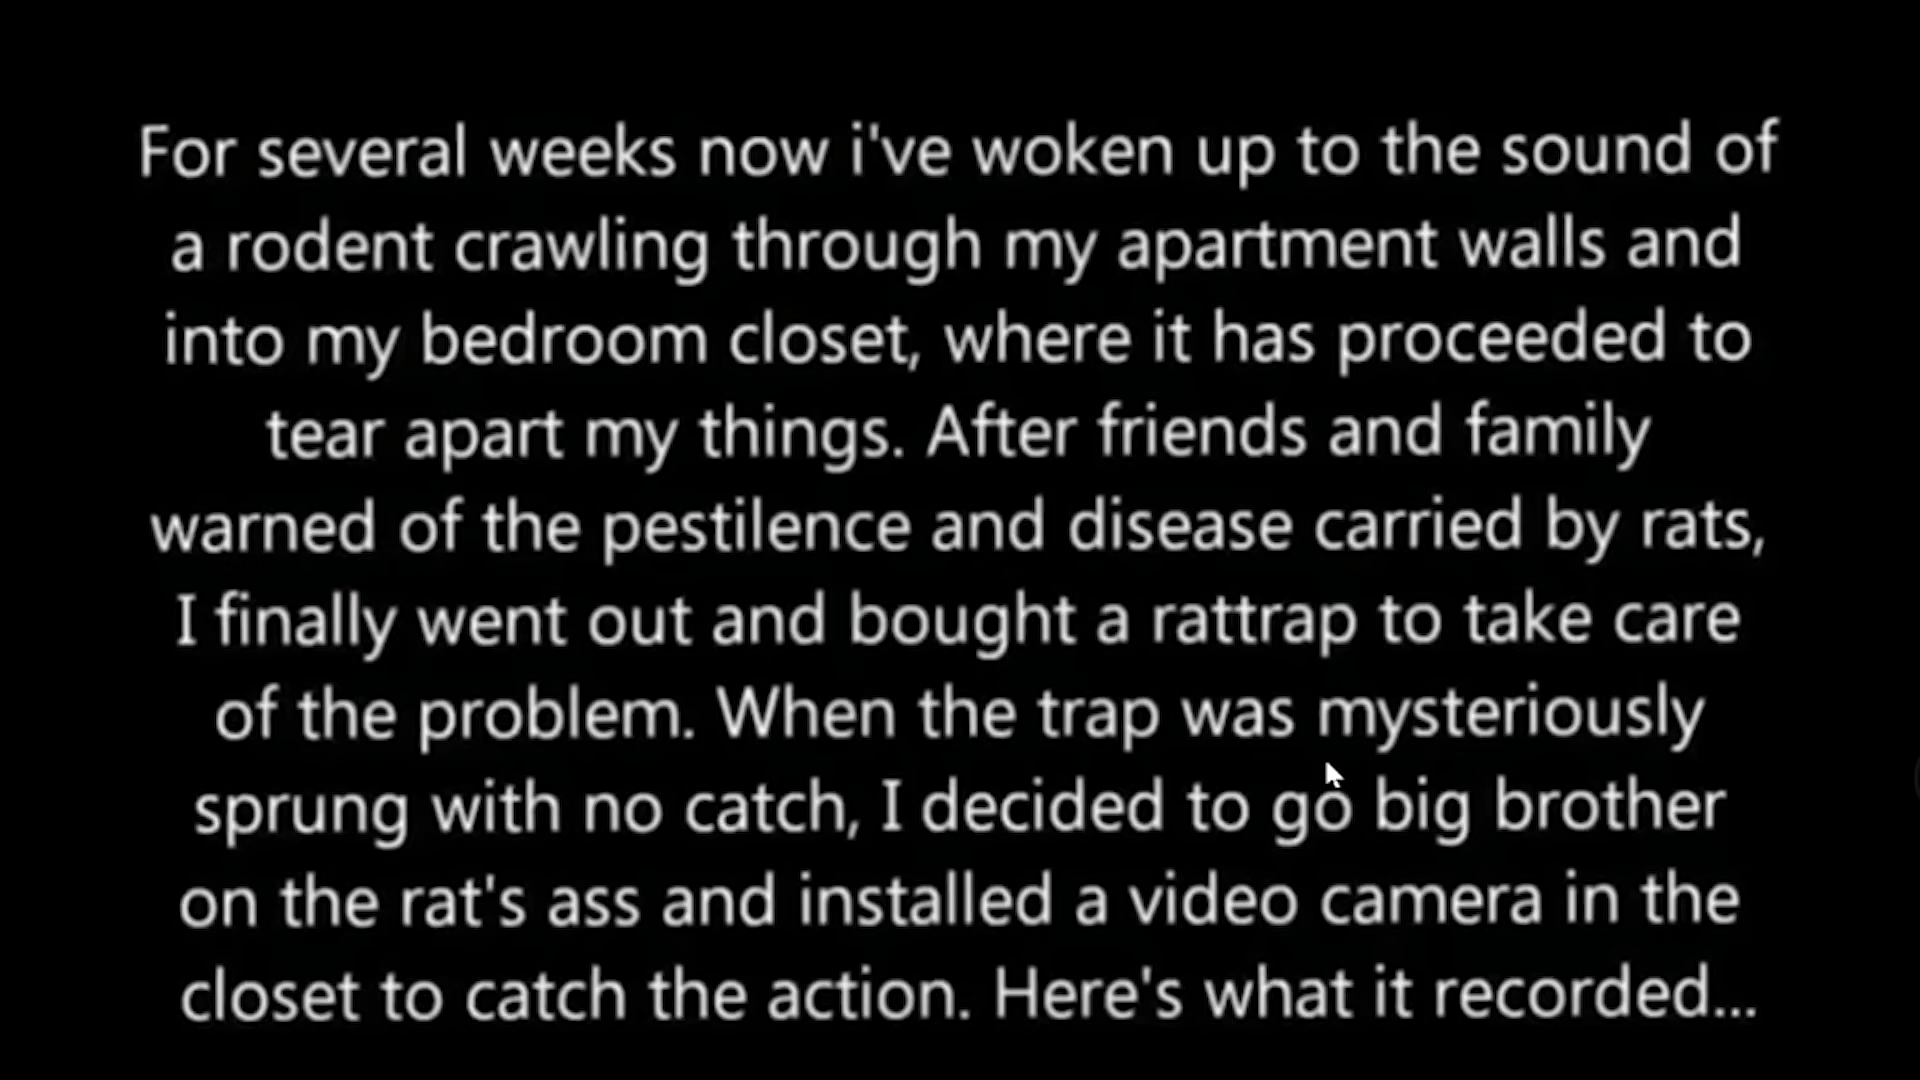 For several weeks now i've woken up to the sound of
a rodent crawling through my apartment walls and
into my bedroom closet, where it has proceeded to
tear apart my things. After friends and family
warned of the pestilence and disease carried by rats,
I finally went out and bought a rattrap to take care
of the problem. When the trap was mysteriously
sprung with no catch, I decided to go big brother
on the rat's ass and installed a video camera in the
closet to catch the action. Here's what it recorded...